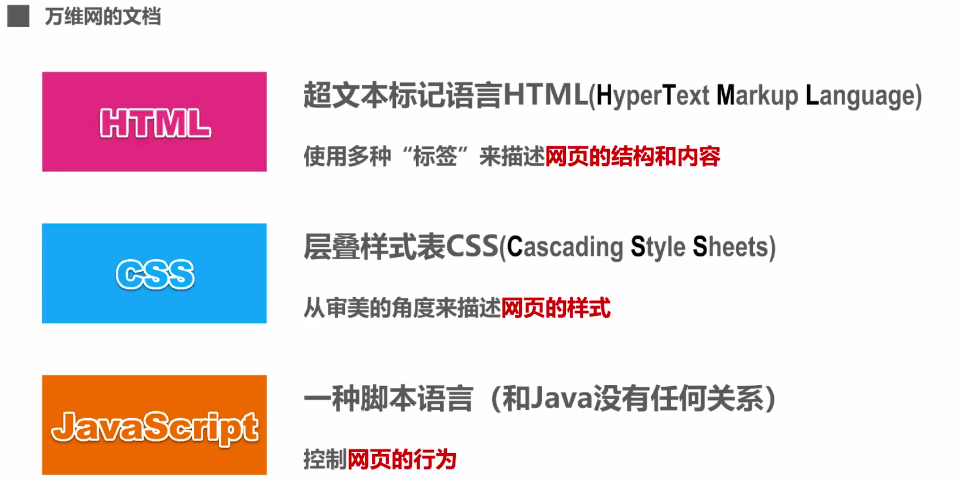 万维网的文档
HTML
超文本标记语言HTML(HyperText Markup Language)
使用多种“标签”来描述网页的结构和内容
CSS
层叠样式表CSS(Cascading Style Sheets)
从审美的角度来描述网页的样式
JavaScript
一种脚本语言（和Java没有任何关系）
控制网页的行为